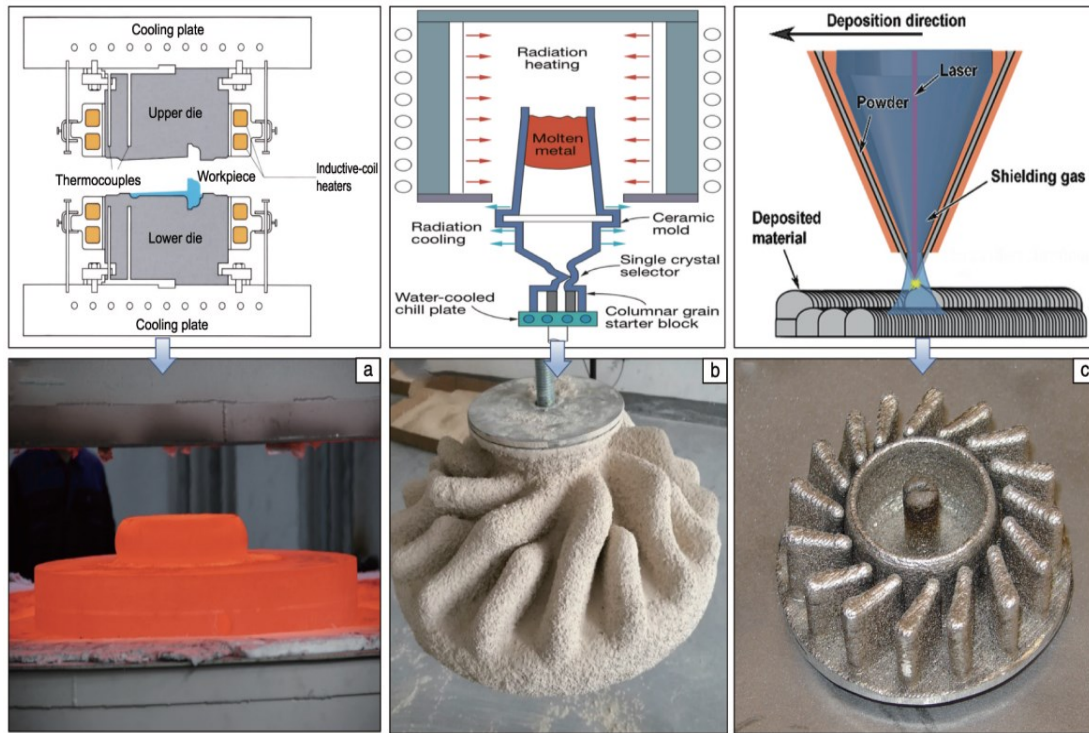 Cooling plate
Upper die
Thermocouples
Workpiece
Inductive-coil
heaters
Lower die
Cooling plate
Radiation
heating
Molten
metal
Radiation
cooling
Ceramic
mold
Single crystal
selector
Water-cooled
chill plate
Columnar grain
starter block
Deposition direction
Laser
Powder
Shielding gas
Deposited
material
a
b
c